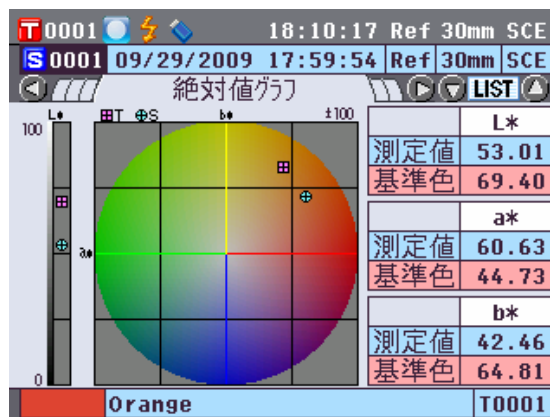 T 0001 18:10:17 Ref 30mm SCE
S 0001 09/29/2009 17:59:54 Ref 30mm SCE
絶対値グラフ LIST
L* T S b* ±100
100
a*
0
L*
測定値 53.01
基準色 69.40
a*
測定値 60.63
基準色 44.73
b*
測定値 42.46
基準色 64.81
Orange T0001